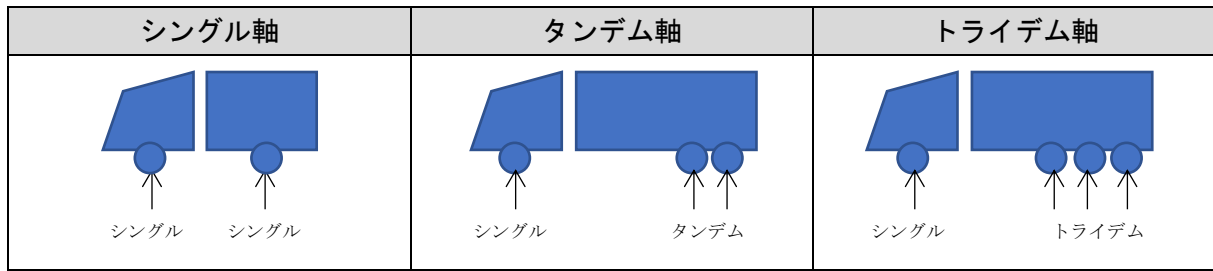 シングル軸
タンデム軸
トライデム軸
シングル シングル
シングル タンデム
シングル トライデム